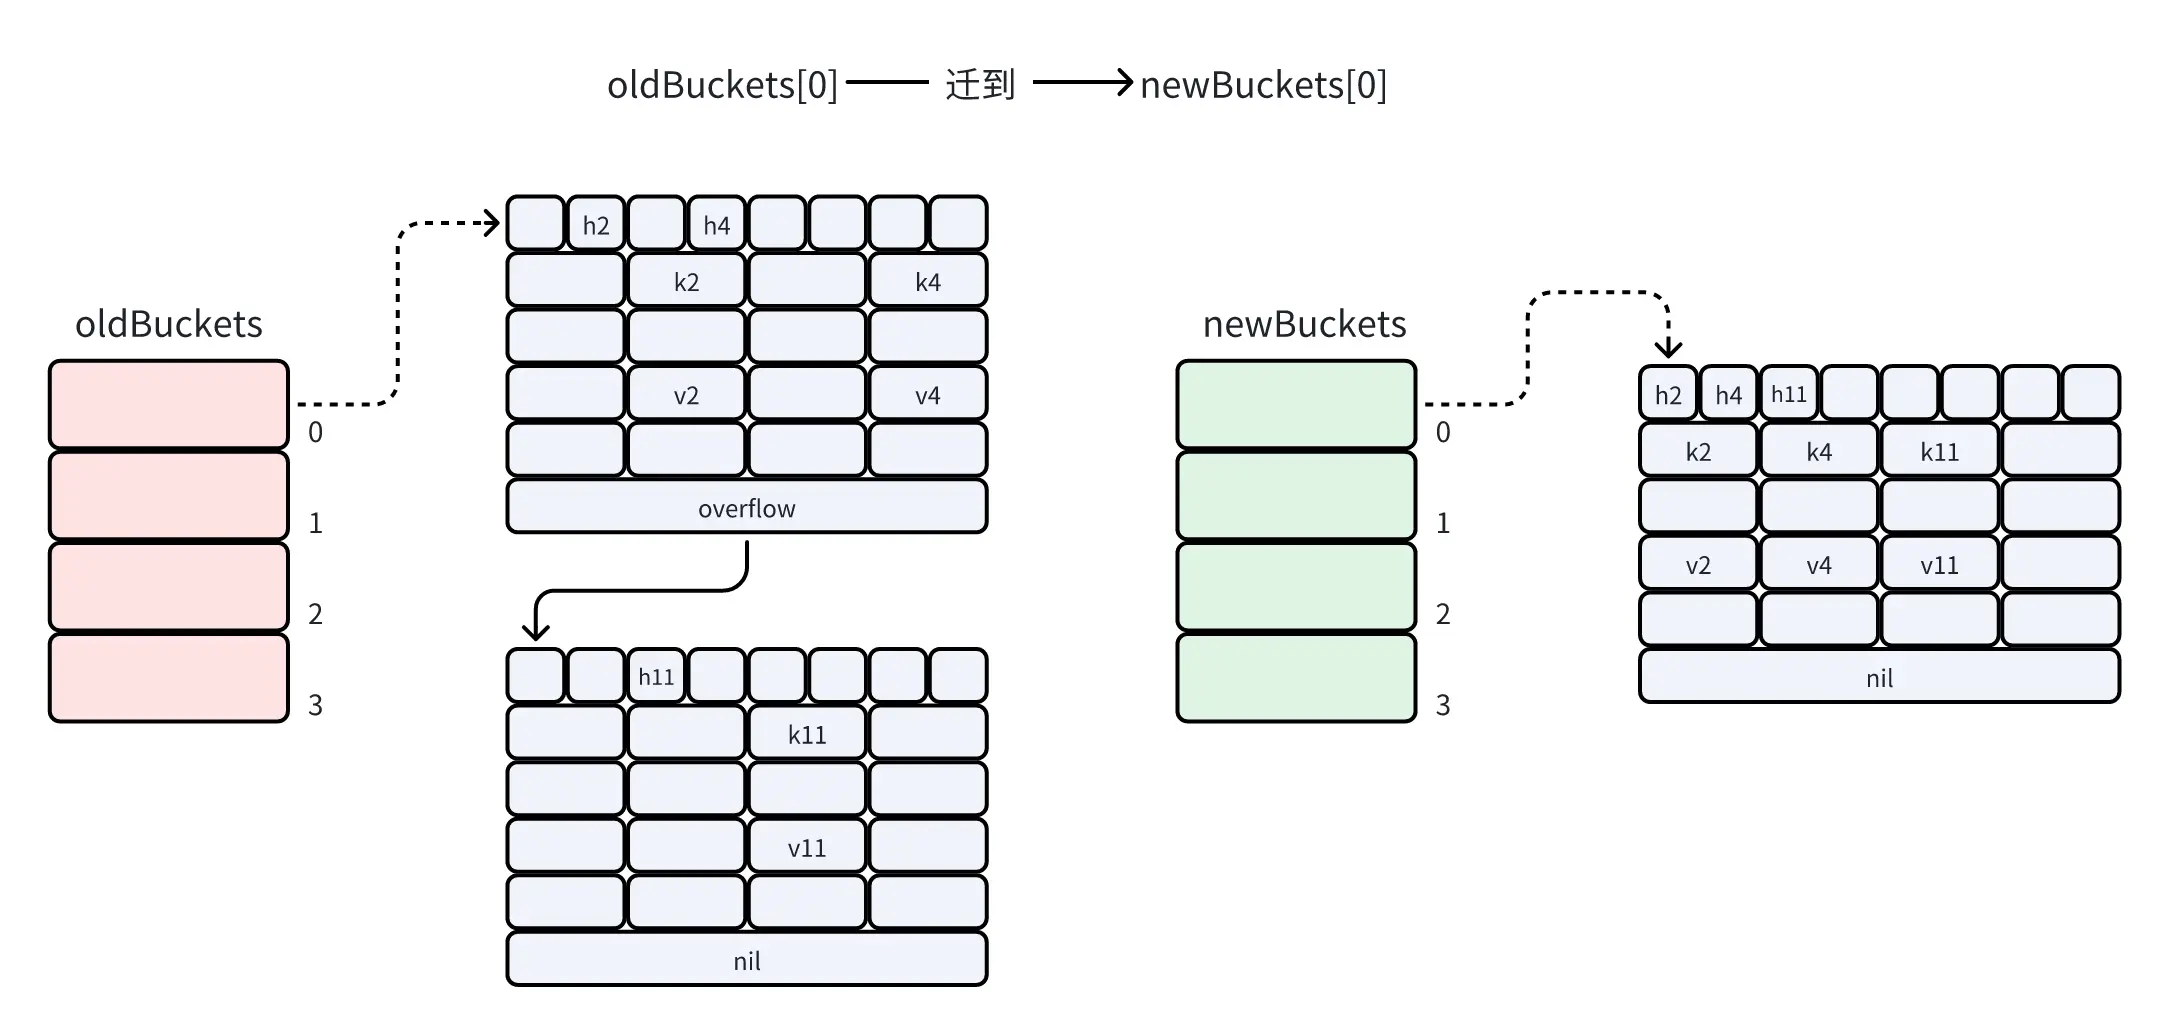 oldBuckets[0] 迁到 newBuckets[0]
oldBuckets
0
1
2
3
h2 h4
k2 k4
v2 v4
overflow
h11
k11
v11
nil
newBuckets
0
1
2
3
h2 h4 h11
k2 k4 k11
v2 v4 v11
nil